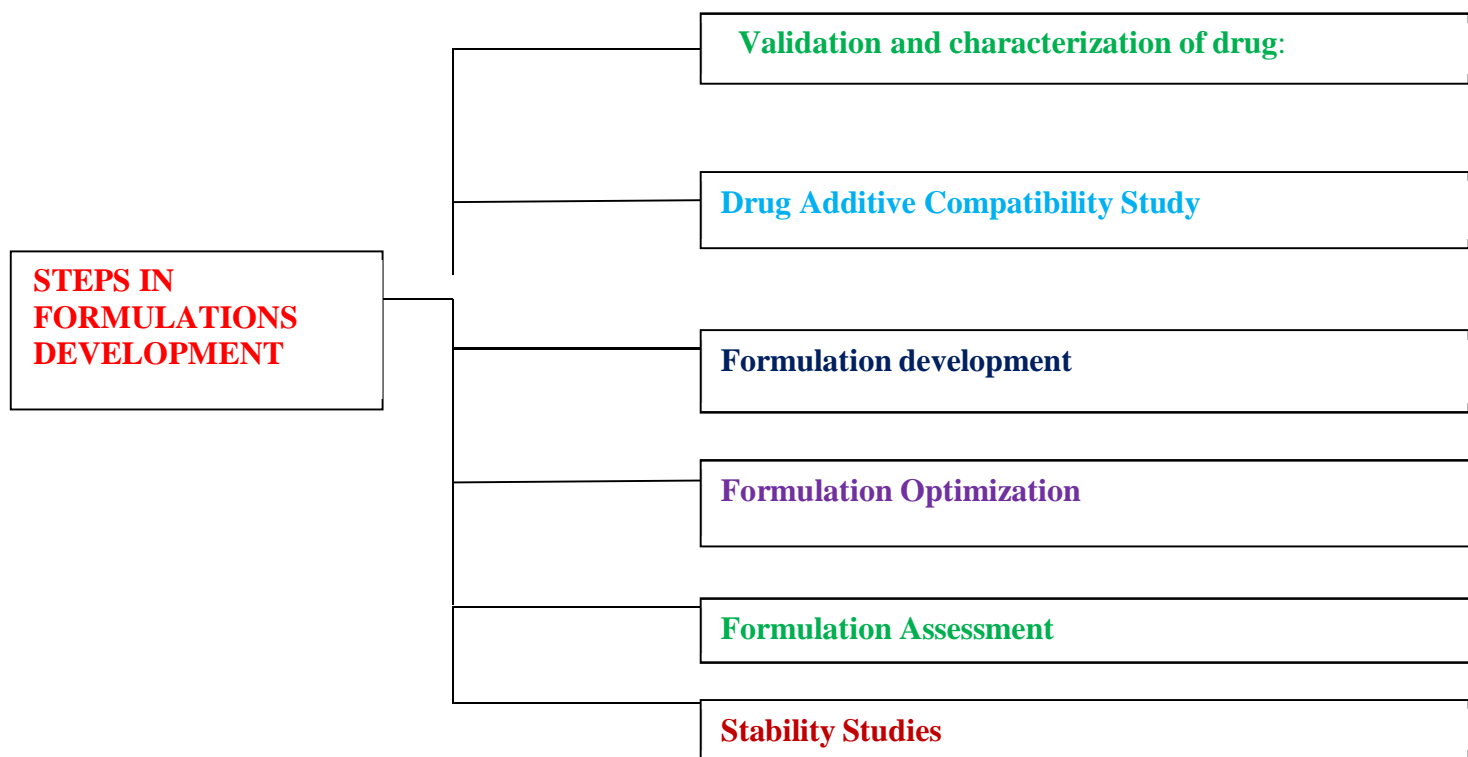 Validation and characterization of drug:
Drug Additive Compatibility Study
STEPS IN
FORMULATIONS
DEVELOPMENT
Formulation development
Formulation Optimization
Formulation Assessment
Stability Studies